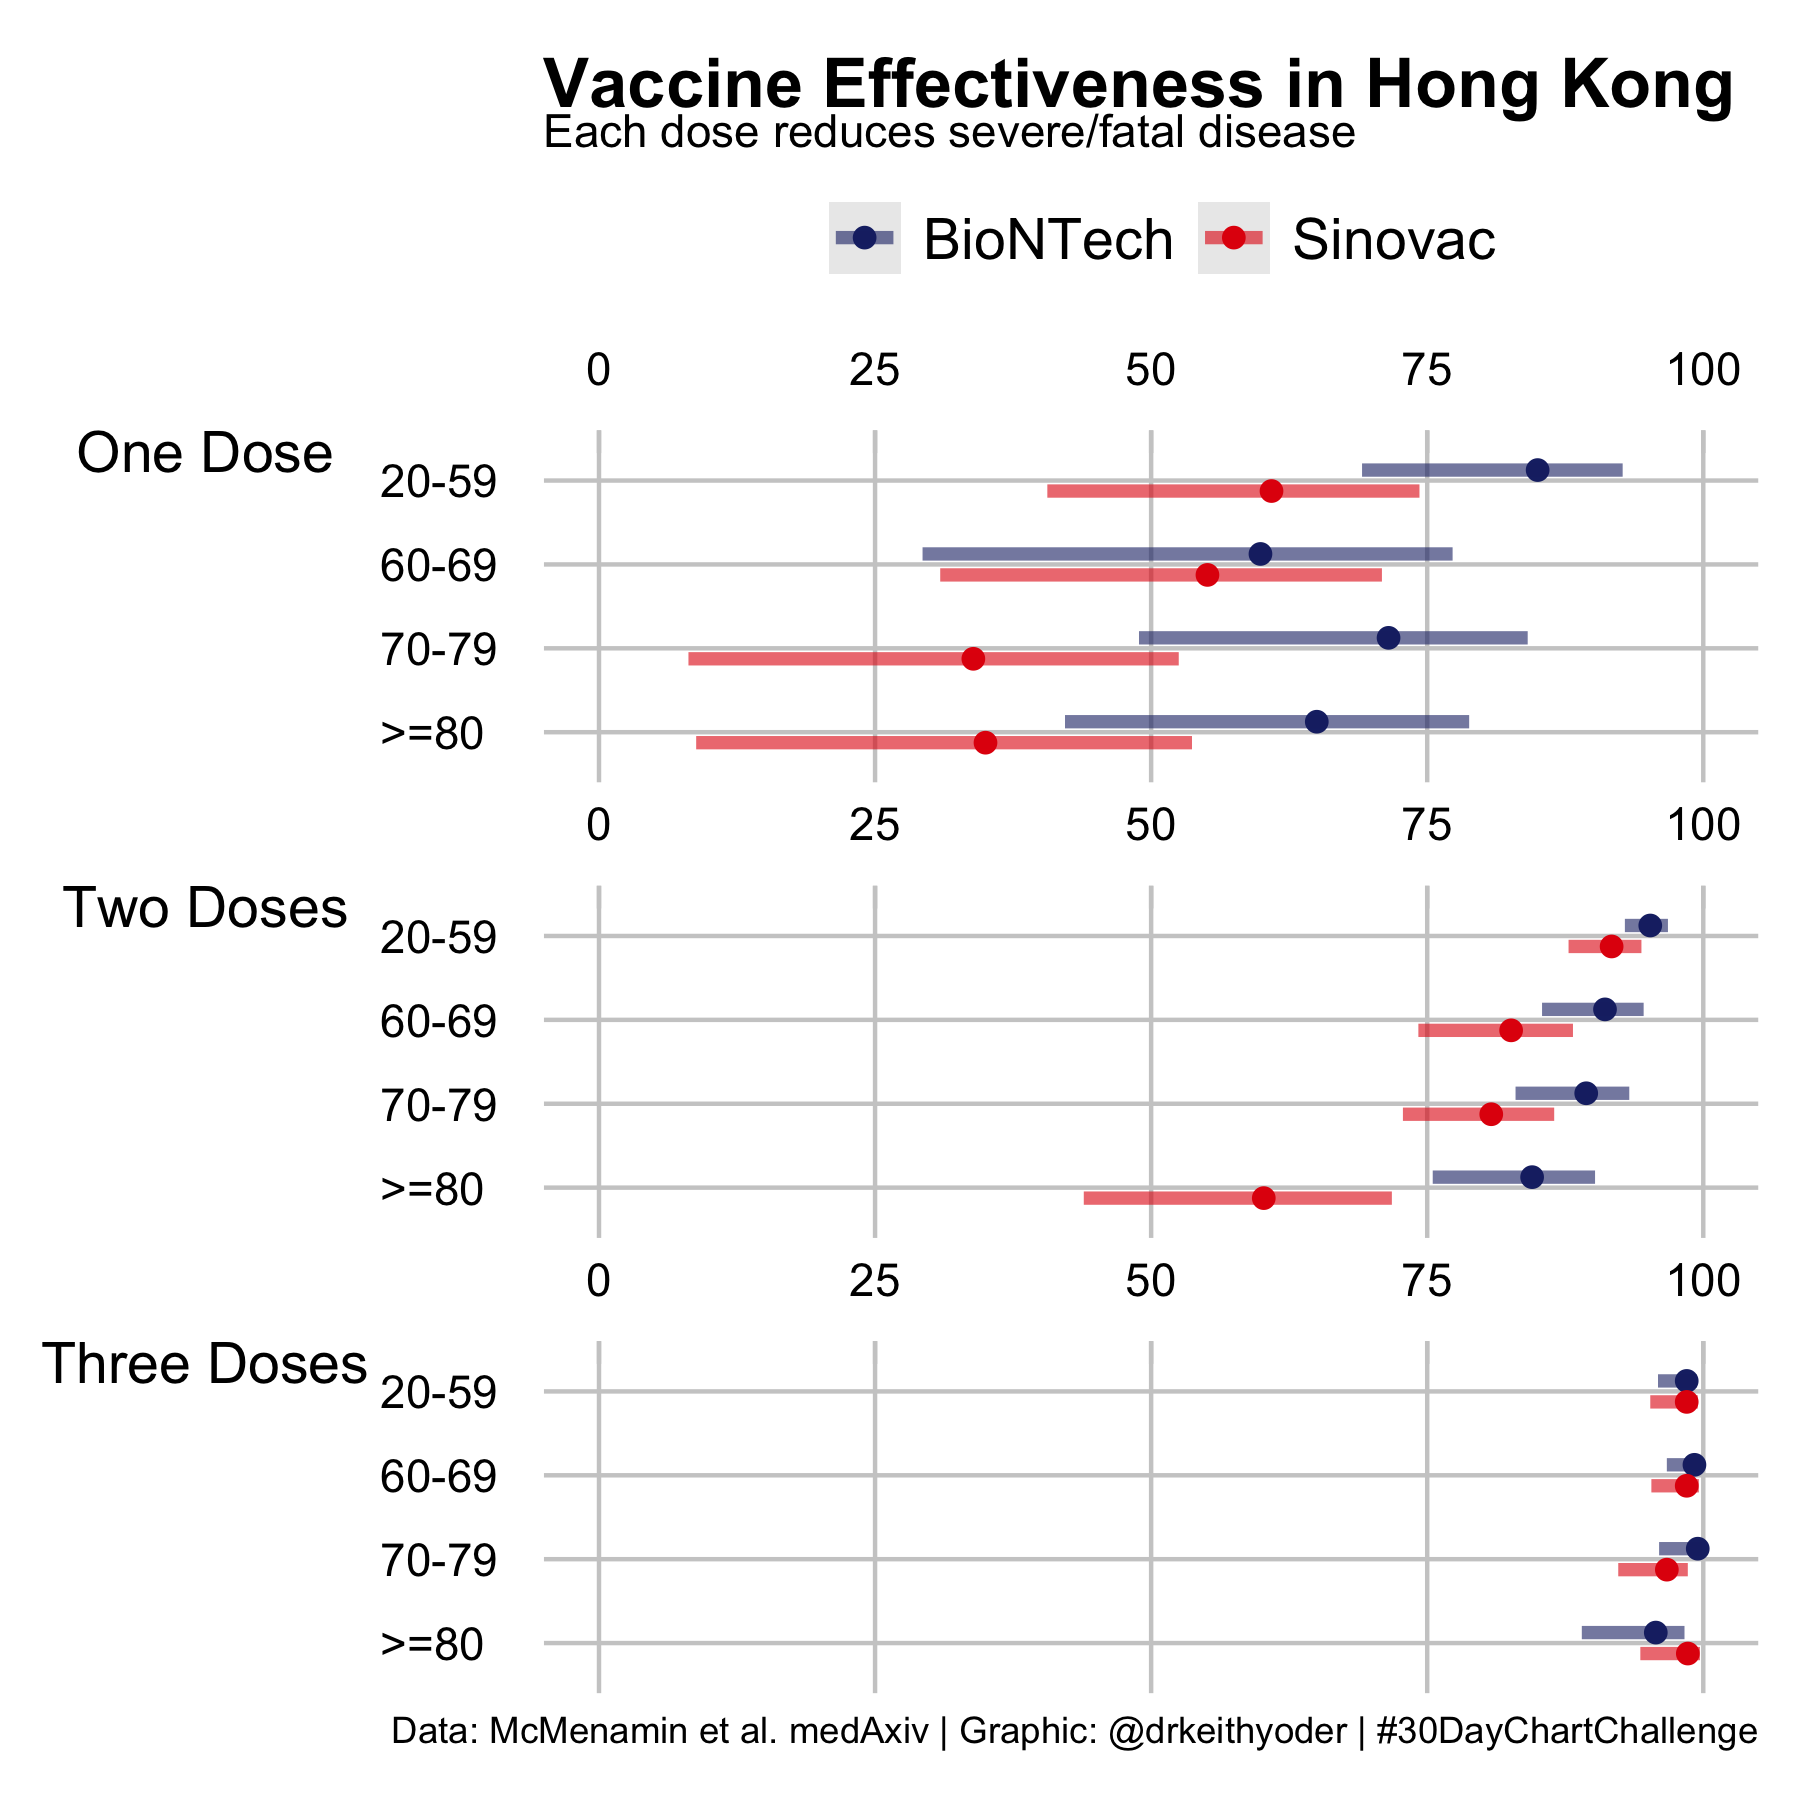 Vaccine Effectiveness in Hong Kong
Each dose reduces severe/fatal disease
BioNTech Sinovac
0 25 50 75 100
One Dose
20-59
60-69
70-79
>=80
0 25 50 75 100
Two Doses
20-59
60-69
70-79
>=80
0 25 50 75 100
Three Doses
20-59
60-69
70-79
>=80
Data: McMenamin et al. medAxiv | Graphic: @drkeithyoder | #30DayChartChallenge